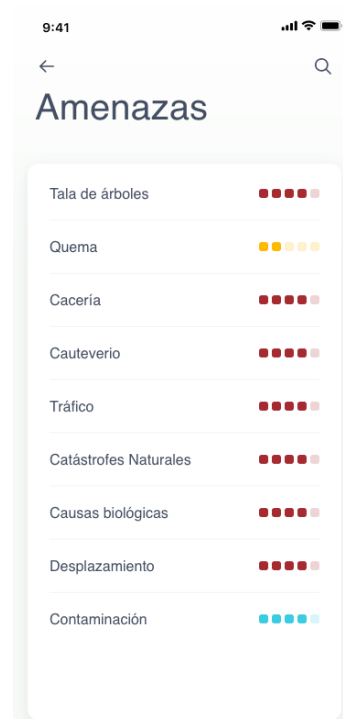 9:41
Amenazas
Tala de árboles
Quema
Cacería
Cauteverio
Tráfico
Catástrofes Naturales
Causas biológicas
Desplazamiento
Contaminación